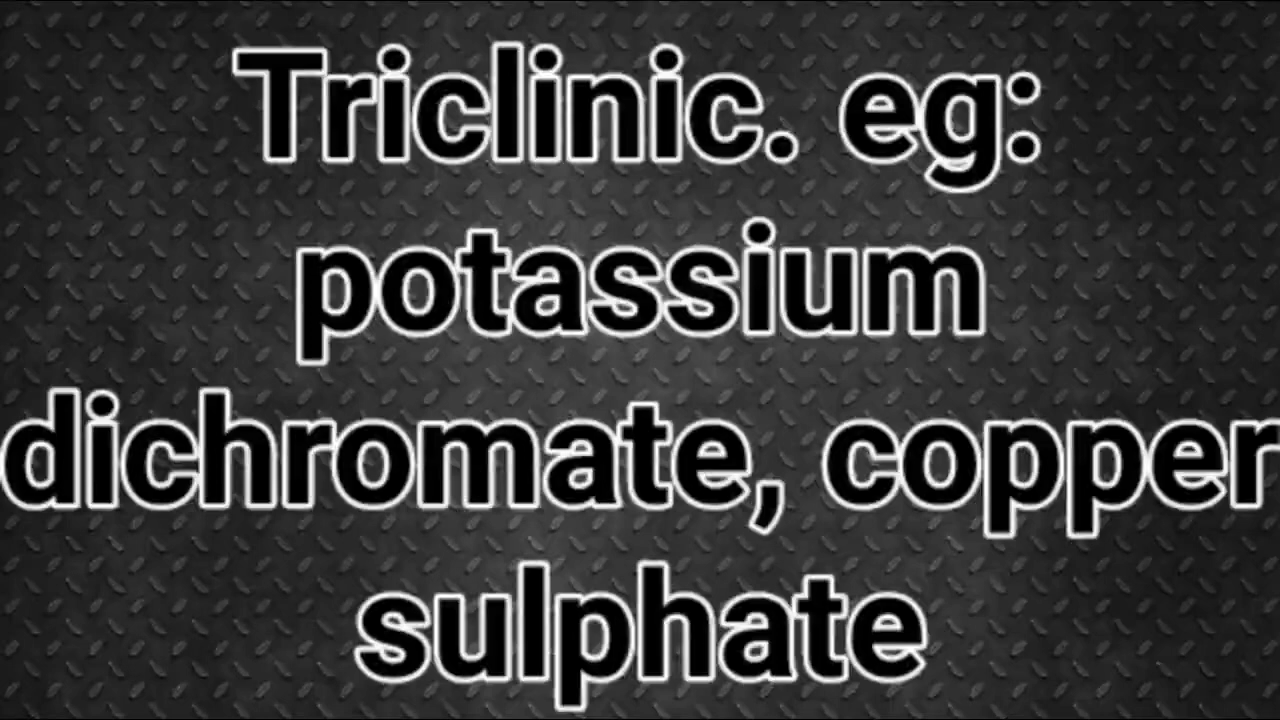 Triclinic. eg:
potassium
dichromate, copper
sulphate